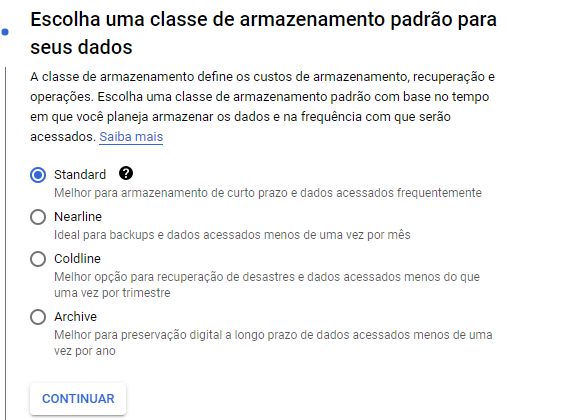 Escolha uma classe de armazenamento padrão para
seus dados
A classe de armazenamento define os custos de armazenamento, recuperação e
operações. Escolha uma classe de armazenamento padrão com base no tempo
em que você planeja armazenar os dados e na frequência com que serão
acessados. Saiba mais
Standard ?
Melhor para armazenamento de curto prazo e dados acessados frequentemente
Nearline
Ideal para backups e dados acessados menos de uma vez por mês
Coldline
Melhor opção para recuperação de desastres e dados acessados menos do que
uma vez por trimestre
Archive
Melhor para preservação digital a longo prazo de dados acessados menos de uma
vez por ano
CONTINUAR